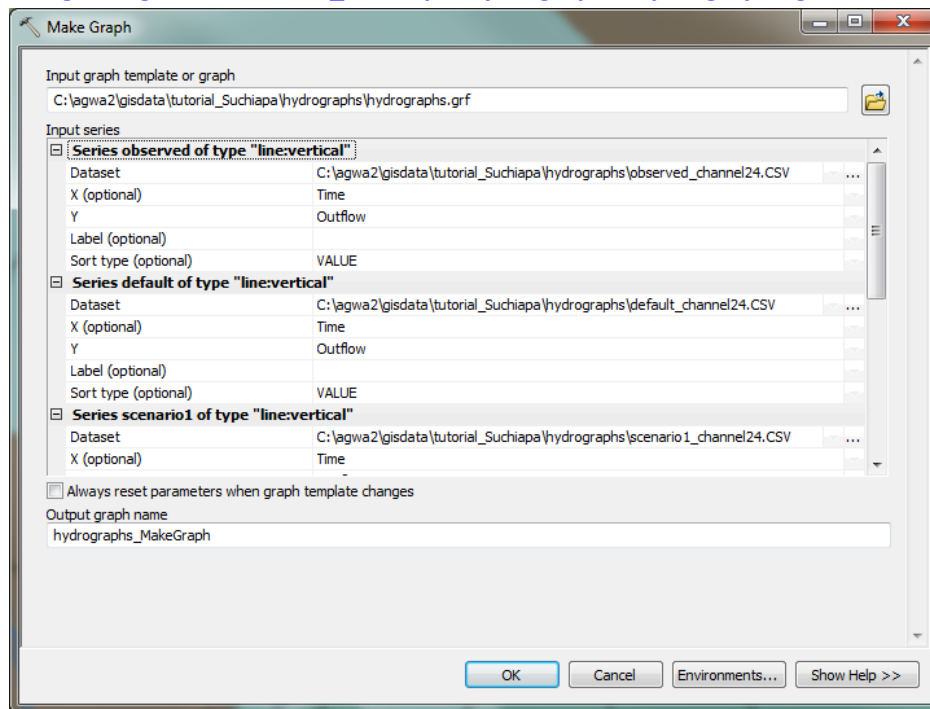 Make Graph
Input graph template or graph
C:\agwa2\gisdata\tutorial_Suchiapa\hydrographs\hydrographs.grf
Input series
Series observed of type "line:vertical"
Dataset C:\agwa2\gisdata\tutorial_Suchiapa\hydrographs\observed_channel24.CSV ...
X (optional) Time
Y Outflow
Label (optional)
Sort type (optional) VALUE
Series default of type "line:vertical"
Dataset C:\agwa2\gisdata\tutorial_Suchiapa\hydrographs\default_channel24.CSV ...
X (optional) Time
Y Outflow
Label (optional)
Sort type (optional) VALUE
Series scenario1 of type "line:vertical"
Dataset C:\agwa2\gisdata\tutorial_Suchiapa\hydrographs\scenario1_channel24.CSV ...
X (optional) Time
Always reset parameters when graph template changes
Output graph name
hydrographs_MakeGraph
OK Cancel Environments... Show Help >>